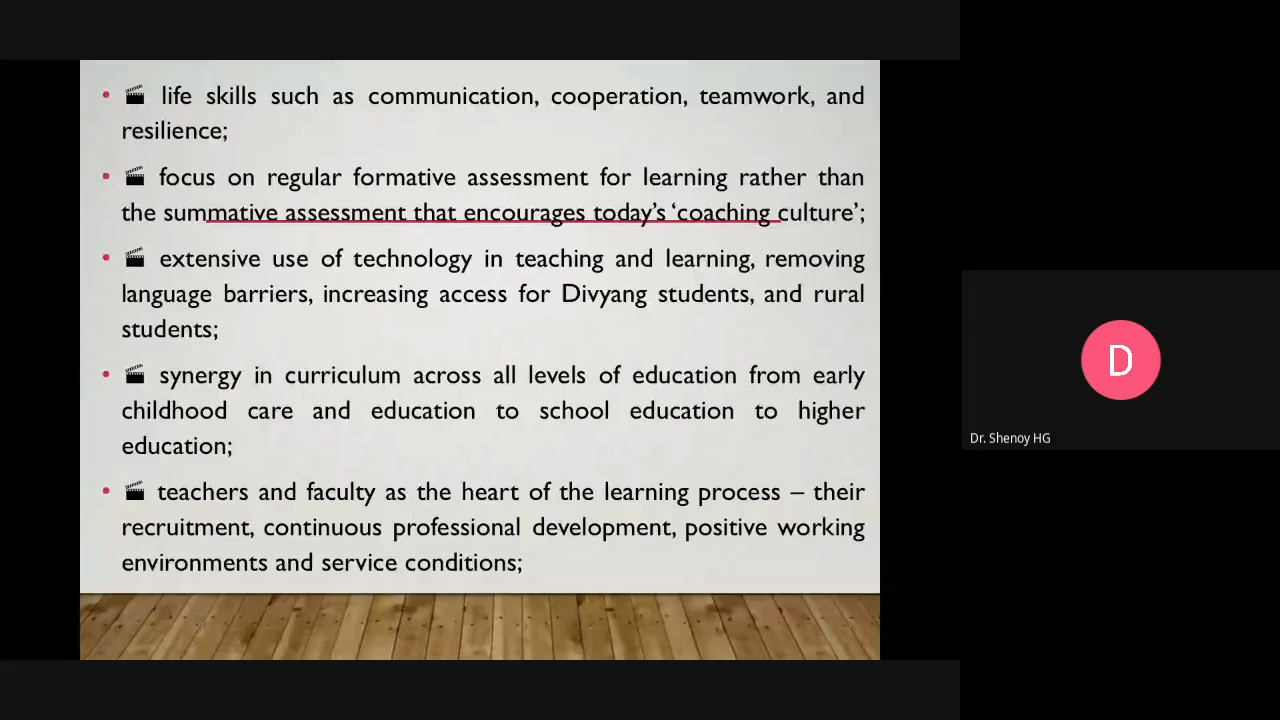 • 🎬 life skills such as communication, cooperation, teamwork, and
resilience;
• 🎬 focus on regular formative assessment for learning rather than
the summative assessment that encourages today’s ‘coaching culture’;
• 🎬 extensive use of technology in teaching and learning, removing
language barriers, increasing access for Divyang students, and rural
students;
• 🎬 synergy in curriculum across all levels of education from early
childhood care and education to school education to higher
education;
• 🎬 teachers and faculty as the heart of the learning process – their
recruitment, continuous professional development, positive working
environments and service conditions;
D
Dr. Shenoy HG